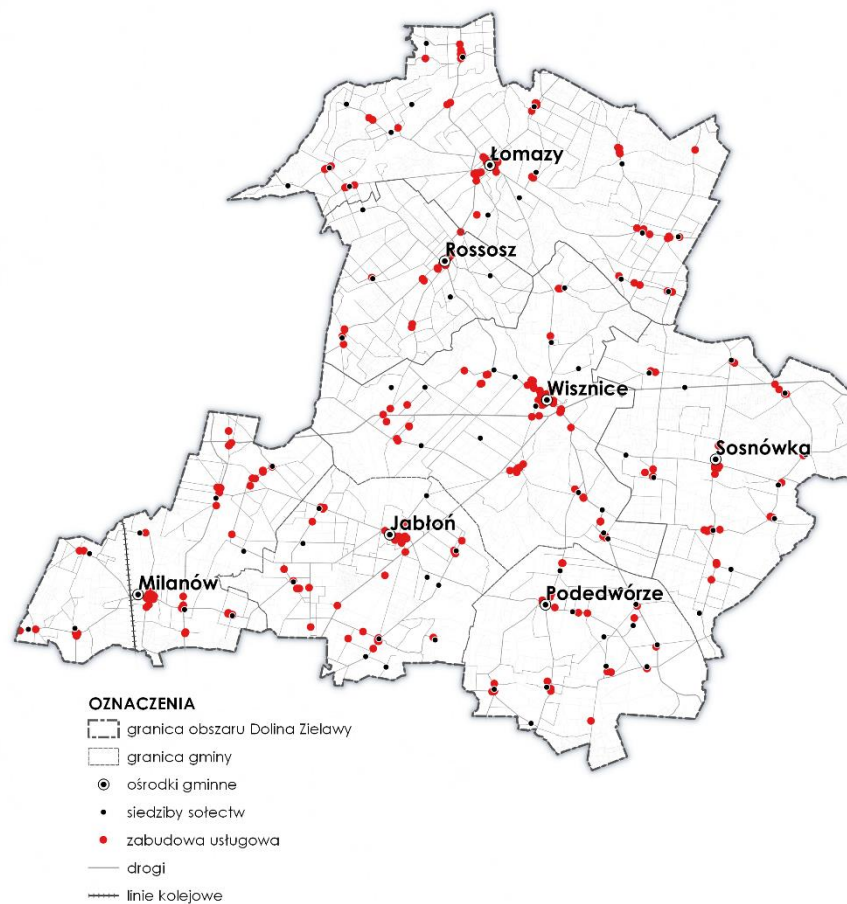 Łomazy
Rossosz
Wisznice
Sosnówka
Jabłoń
Milanów
Podedwórze
OZNACZENIA
granica obszaru Dolina Zielawy
granica gminy
ośrodki gminne
siedziby sołectw
zabudowa usługowa
drogi
linie kolejowe